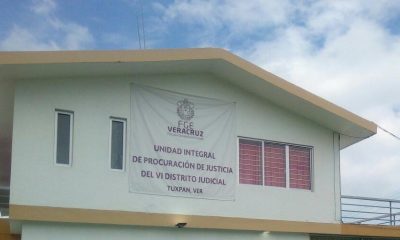 FGE
VERACRUZ
UNIDAD INTEGRAL
DE PROCURACIÓN DE JUSTICIA
DEL VI DISTRITO JUDICIAL
TUXPAN, VER